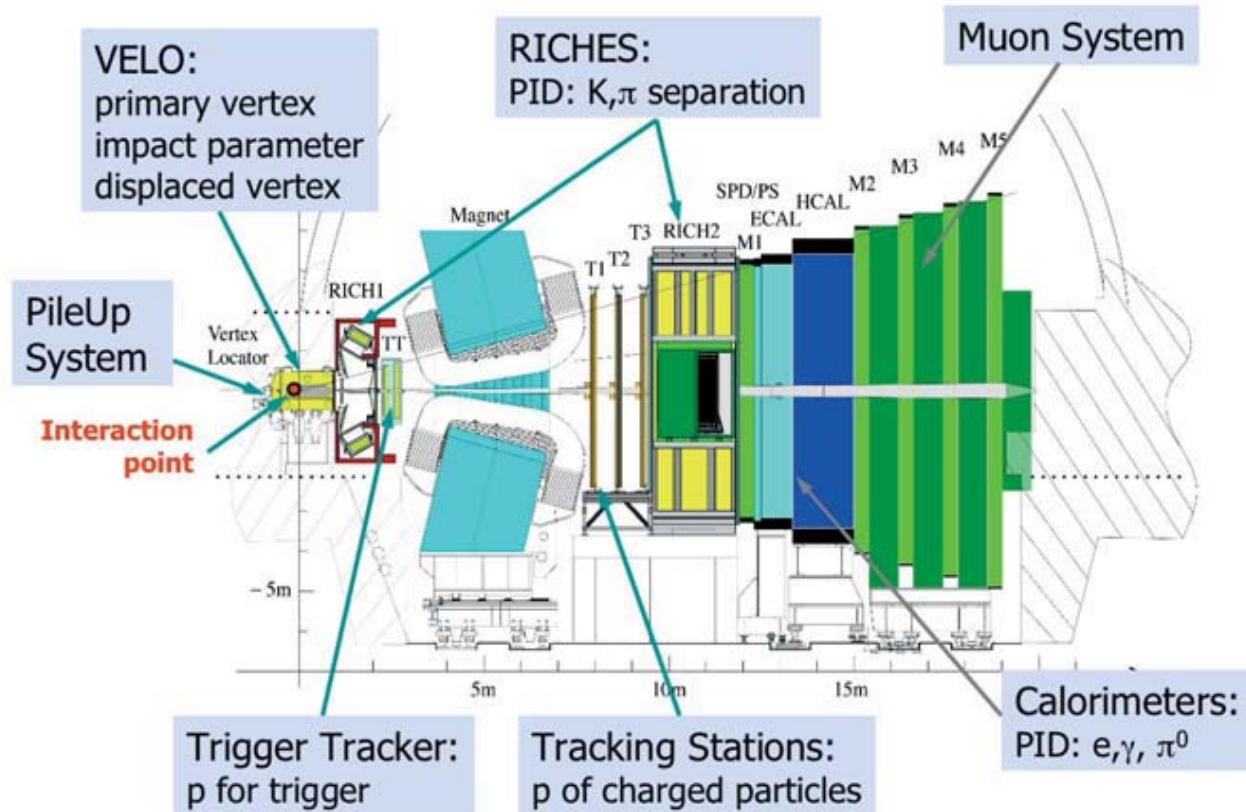 VELO:
primary vertex
impact parameter
displaced vertex
RICHES:
PID: K,π separation
Muon System
PileUp
System
Interaction
point
Vertex
Locator
RICH1
TT
Magnet
T1
T2
T3
RICH2
M1
SPD/PS
ECAL
HCAL
M2
M3
M4
M5
– 5m
5m
10m
15m
Trigger Tracker:
p for trigger
Tracking Stations:
p of charged particles
Calorimeters:
PID: e,γ, π⁰